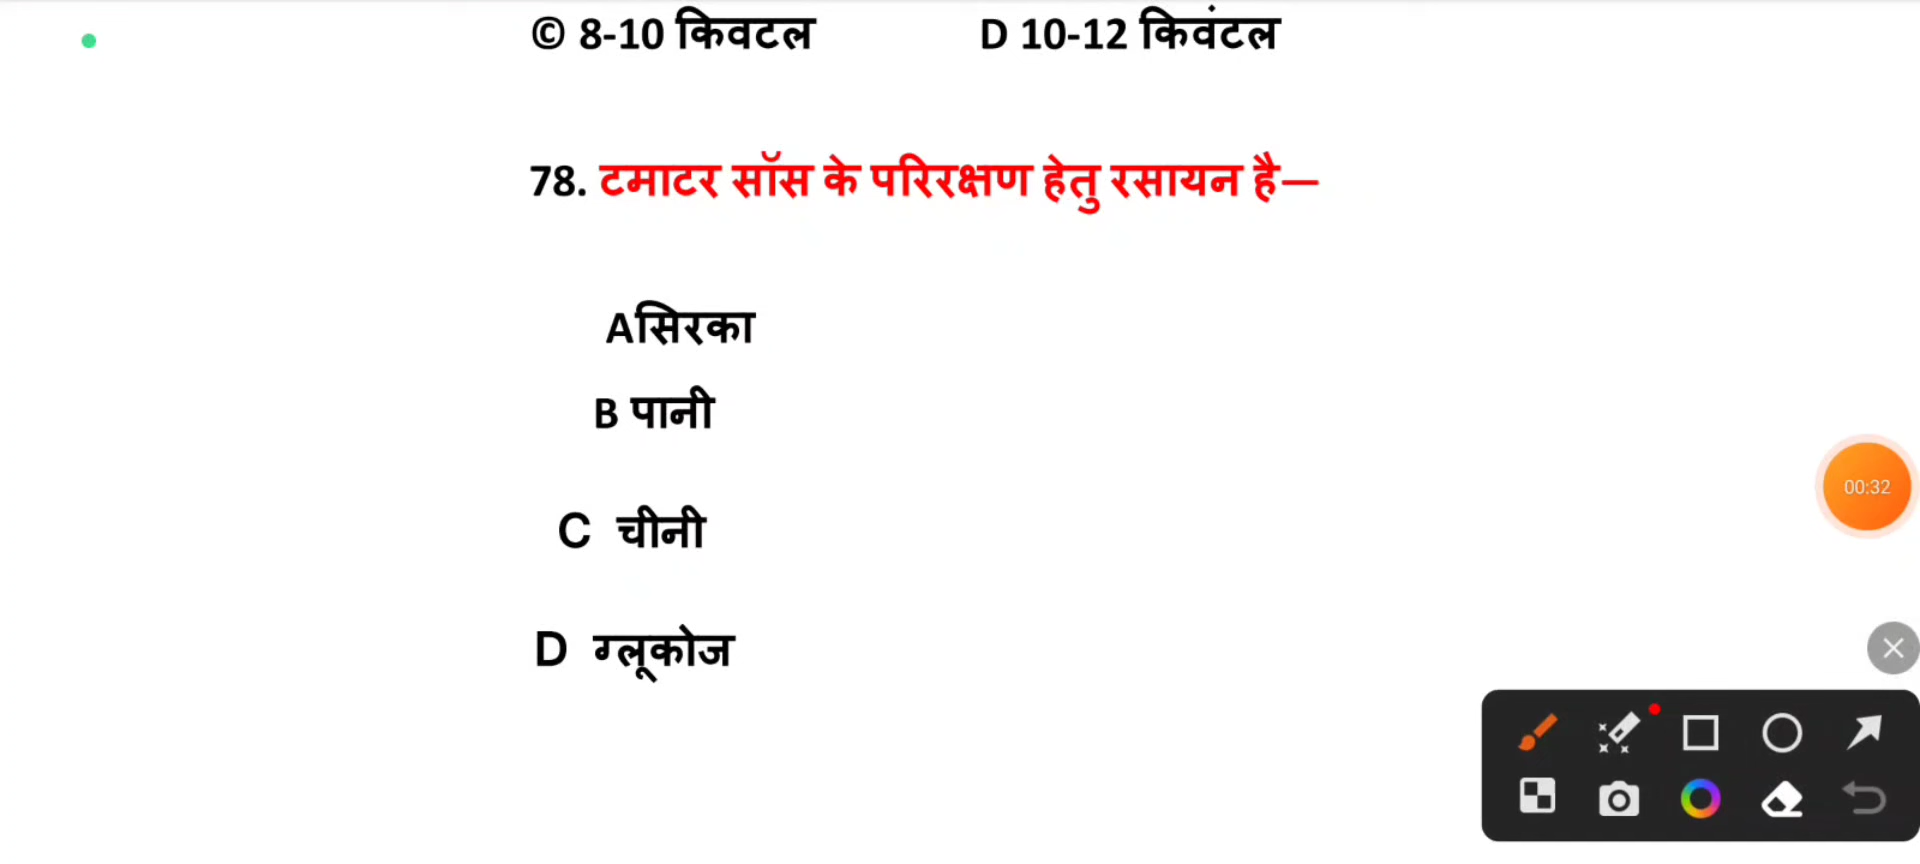 © 8-10 किवटल D 10-12 किवंटल
78. टमाटर सॉस के परिरक्षण हेतु रसायन है—
Aसिरका
B पानी
C चीनी
00:32
D ग्लूकोज